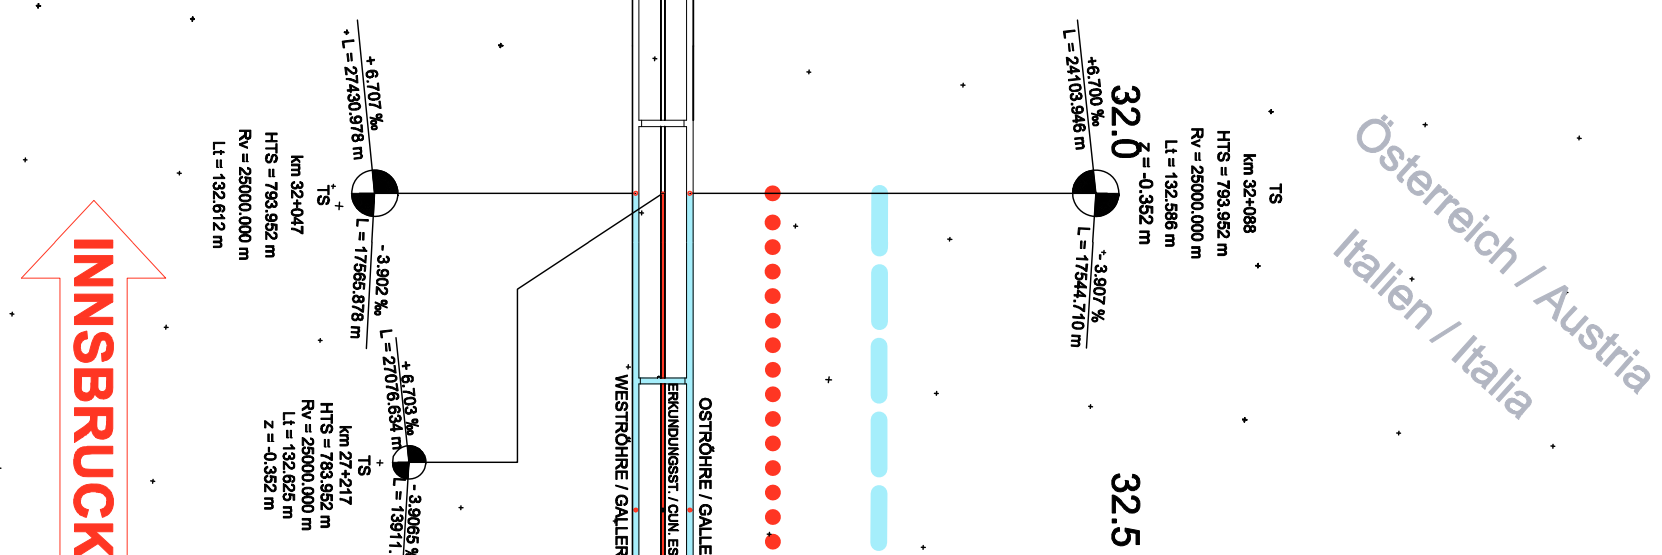 + 6.707 ‰
L = 27430.978 m
TS
km 32+047
HTS = 793.952 m
Rv = 25000.000 m
Lt = 132.612 m
- 3.902 ‰
L = 17565.878 m
+ 6.703 ‰
L = 27076.634 m
TS
km 27+217
HTS = 783.952 m
Rv = 25000.000 m
Lt = 132.625 m
z = -0.352 m
- 3.9065 %
L = 13911.
INNSBRUCK
WESTRÖHRE / GALLER
ERKUNDUNGSST. / CUN. ES
OSTRÖHRE / GALLE
+6.700 ‰
L = 24103.946 m
32.0
TS
km 32+088
HTS = 793.952 m
Rv = 25000.000 m
Lt = 132.586 m
z = -0.352 m
- 3.907 %
L = 17544.710 m
32.5
Österreich / Austria
Italien / Italia